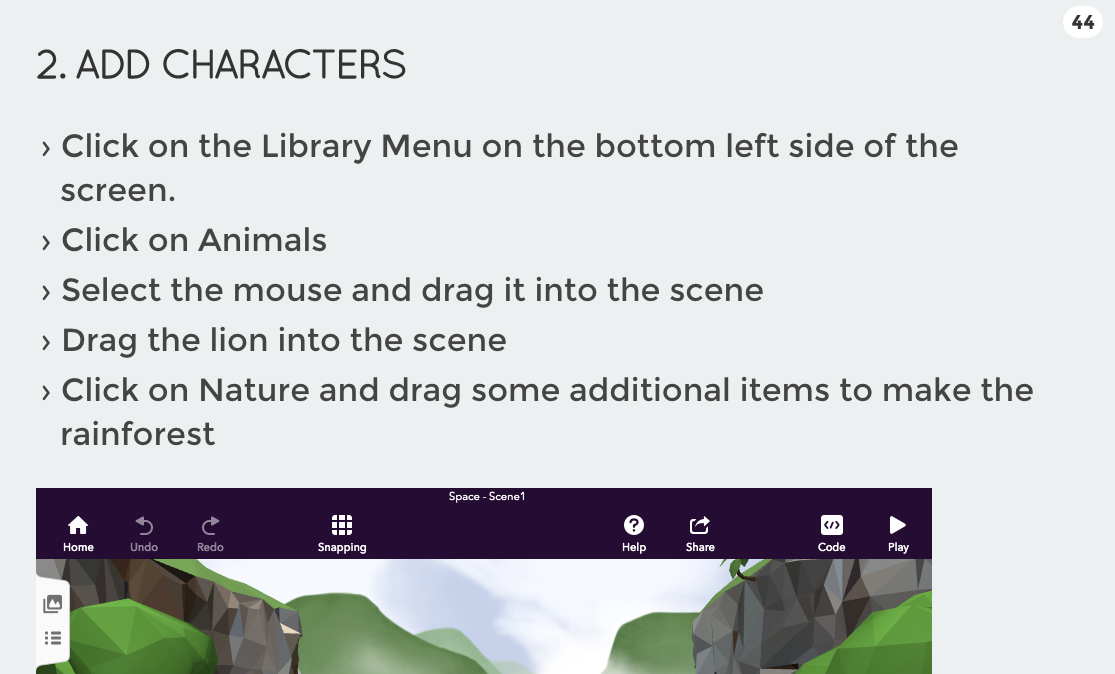 44
2. ADD CHARACTERS
› Click on the Library Menu on the bottom left side of the
screen.
› Click on Animals
› Select the mouse and drag it into the scene
› Drag the lion into the scene
› Click on Nature and drag some additional items to make the
rainforest
Space - Scene1
Home Undo Redo Snapping Help Share Code Play